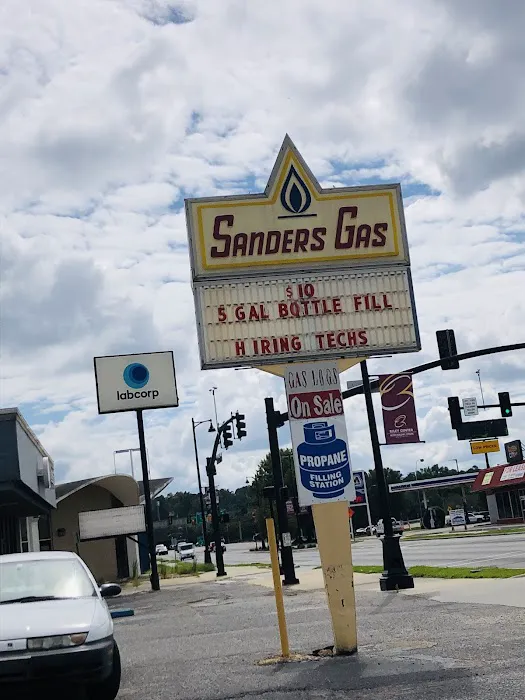 SANDERS GAS
$10
5 GAL BOTTLE FILL
HIRING TECHS
GAS LOGS
On Sale
PROPANE
FILLING
STATION
labcorp